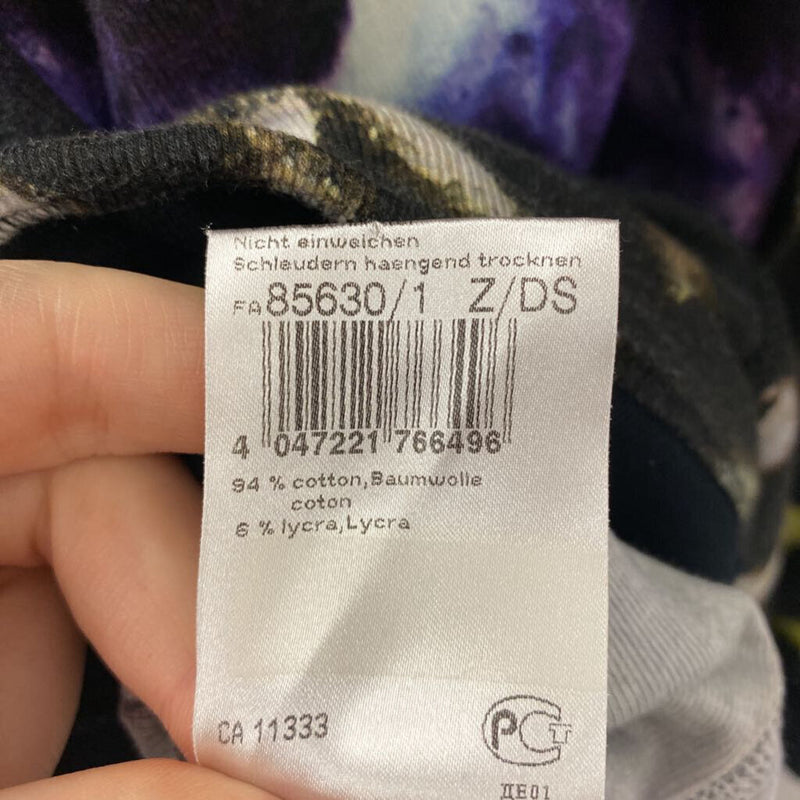 Nicht einweichen
Schleudern haengend trocknen
FA 85630/1 Z/DS
4 047221 766496
94 % cotton,Baumwolle
coton
6 % lycra,Lycra
CA 11333
PCT
ДЕ01